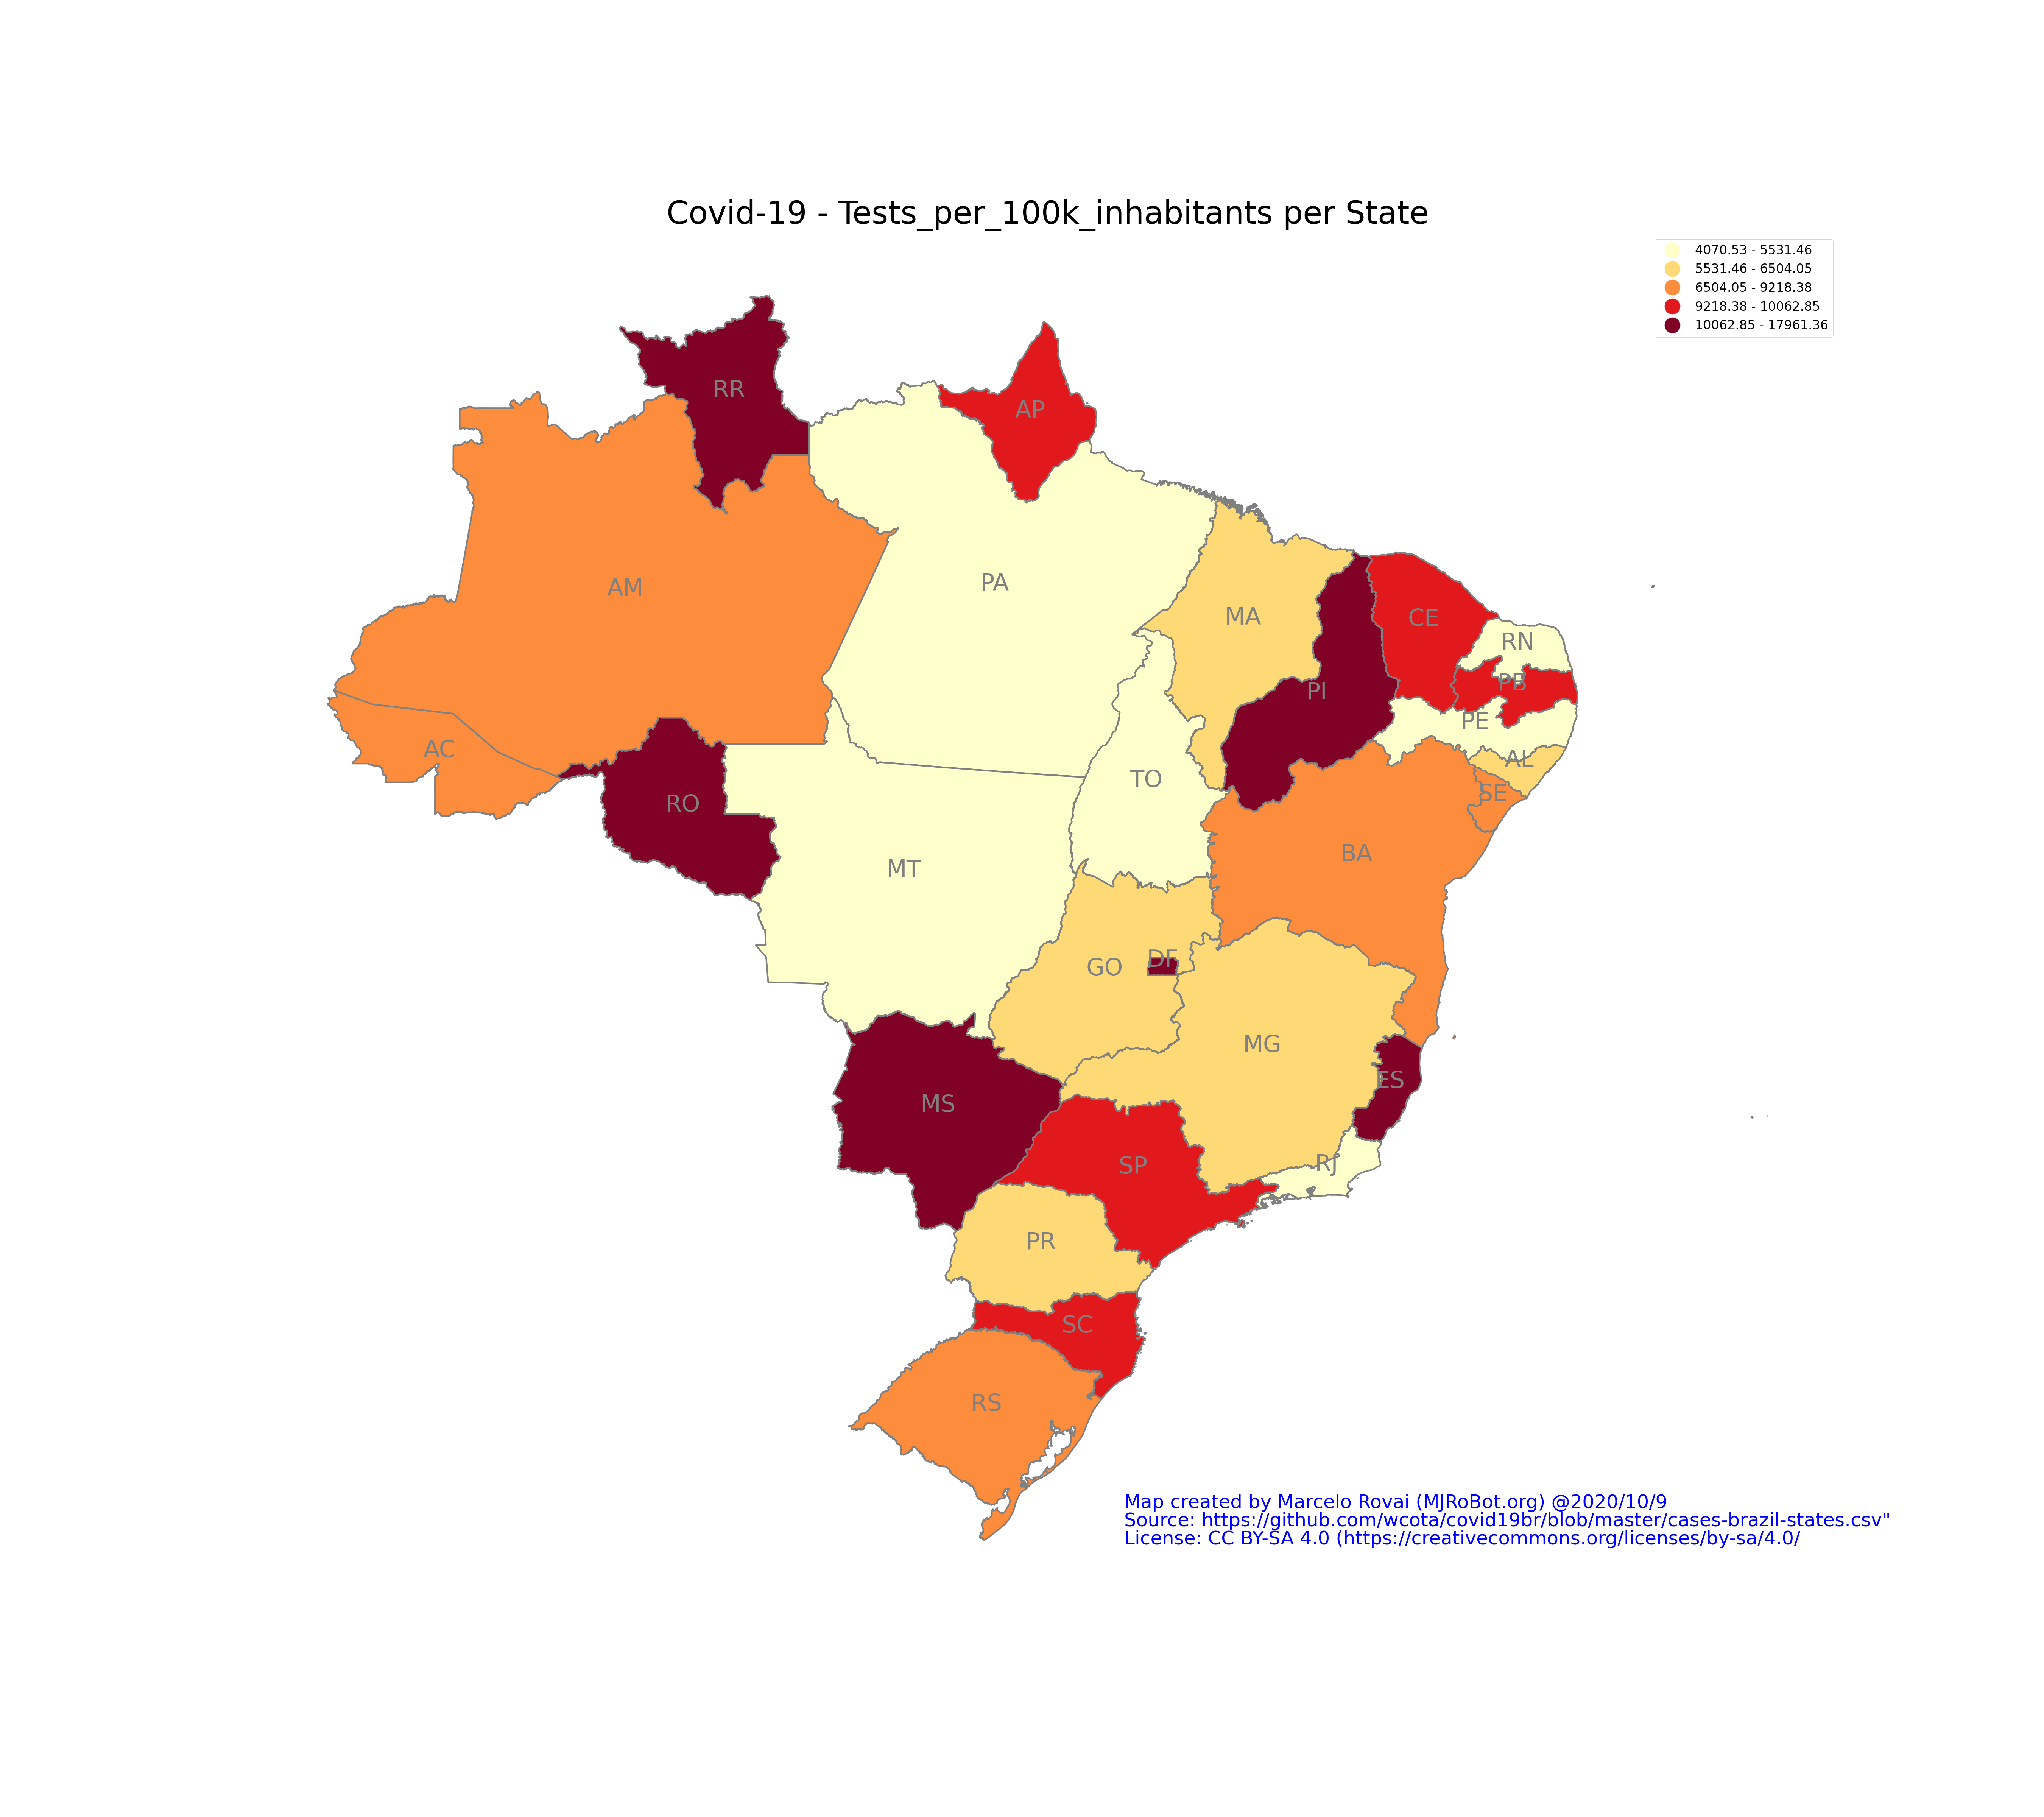 Covid-19 - Tests_per_100k_inhabitants per State
4070.53 - 5531.46
5531.46 - 6504.05
6504.05 - 9218.38
9218.38 - 10062.85
10062.85 - 17961.36
RR
AP
AM
PA
MA
CE
RN
PB
PI
PE
AC
AL
TO
SE
RO
BA
MT
DF
GO
MG
ES
MS
RJ
SP
PR
SC
RS
Map created by Marcelo Rovai (MJRoBot.org) @2020/10/9
Source: https://github.com/wcota/covid19br/blob/master/cases-brazil-states.csv"
License: CC BY-SA 4.0 (https://creativecommons.org/licenses/by-sa/4.0/